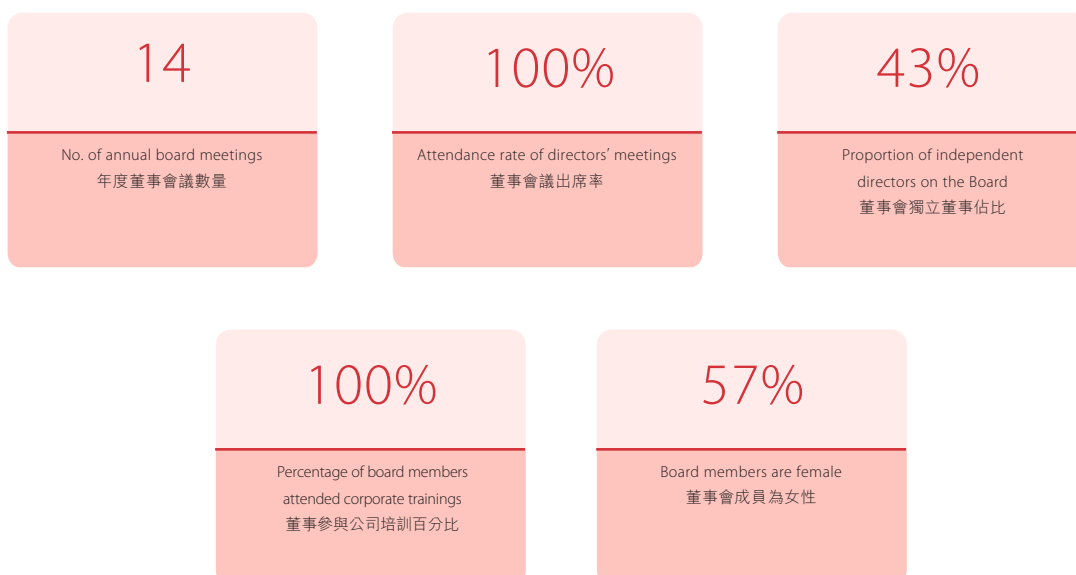 14
No. of annual board meetings
年度董事會議數量
100%
Attendance rate of directors’ meetings
董事會議出席率
43%
Proportion of independent
directors on the Board
董事會獨立董事佔比
100%
Percentage of board members
attended corporate trainings
董事參與公司培訓百分比
57%
Board members are female
董事會成員為女性